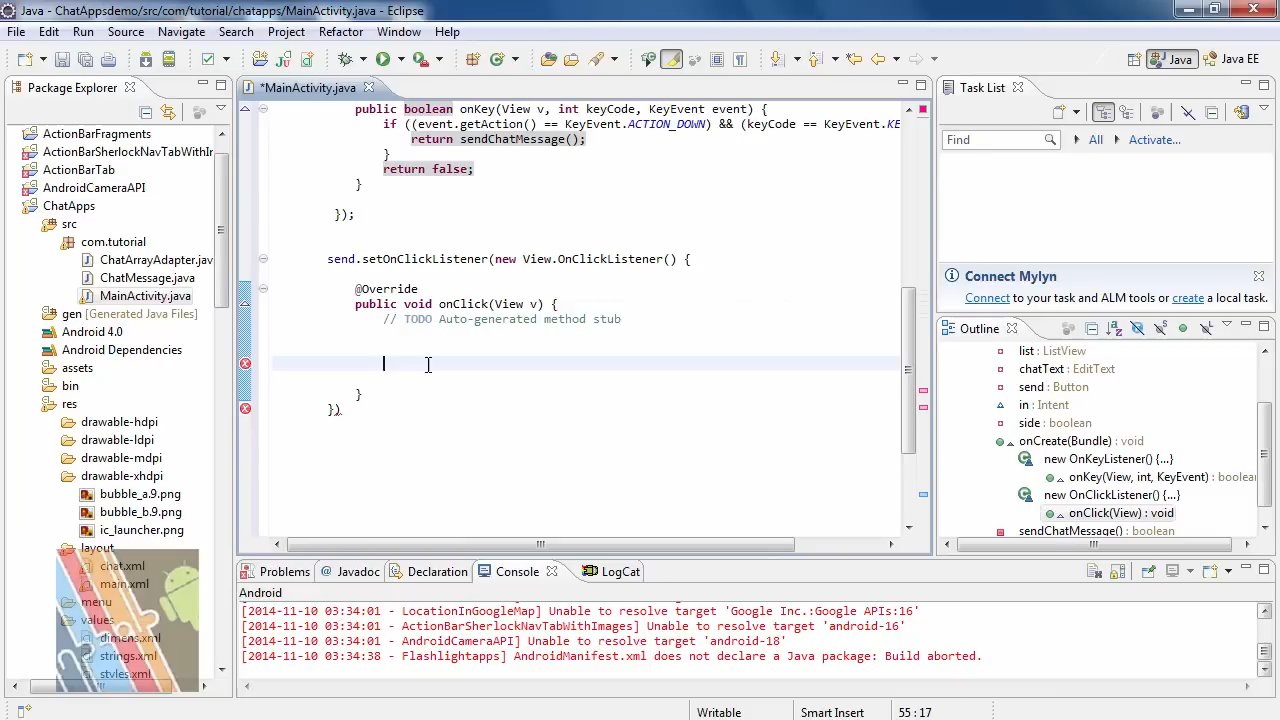 Java - ChatAppsdemo/src/com/tutorial/chatapps/MainActivity.java - Eclipse
File Edit Run Source Navigate Search Project Refactor Window Help
Java Java EE
Package Explorer
ActionBarFragments
ActionBarSherlockNavTabWithIr
ActionBarTab
AndroidCameraAPI
ChatApps
src
com.tutorial
ChatArrayAdapter.jav
ChatMessage.java
MainActivity.java
gen [Generated Java Files]
Android 4.0
Android Dependencies
assets
bin
res
drawable-hdpi
drawable-ldpi
drawable-mdpi
drawable-xhdpi
bubble_a.9.png
bubble_b.9.png
ic_launcher.png
layout
chat.xml
main.xml
menu
values
dimens.xml
strings.xml
styles.xml
*MainActivity.java
public boolean onKey(View v, int keyCode, KeyEvent event) {
if ((event.getAction() == KeyEvent.ACTION_DOWN) && (keyCode == KeyEvent.KE
return sendChatMessage();
}
return false;
}
});
send.setOnClickListener(new View.OnClickListener() {
@Override
public void onClick(View v) {
// TODO Auto-generated method stub
}
})
Task List
Find All Activate...
Connect Mylyn
Connect to your task and ALM tools or create a local task.
Outline
list : ListView
chatText : EditText
send : Button
in : Intent
side : boolean
onCreate(Bundle) : void
new OnKeyListener() {...}
onKey(View, int, KeyEvent) : boolean
new OnClickListener() {...}
onClick(View) : void
sendChatMessage() : boolean
Problems Javadoc Declaration Console LogCat
Android
[2014-11-10 03:34:01 - LocationInGoogleMap] Unable to resolve target 'Google Inc.:Google APIs:16'
[2014-11-10 03:34:01 - ActionBarSherlockNavTabWithImages] Unable to resolve target 'android-16'
[2014-11-10 03:34:01 - AndroidCameraAPI] Unable to resolve target 'android-18'
[2014-11-10 03:34:38 - Flashlightapps] AndroidManifest.xml does not declare a Java package: Build aborted.
Writable Smart Insert 55 : 17